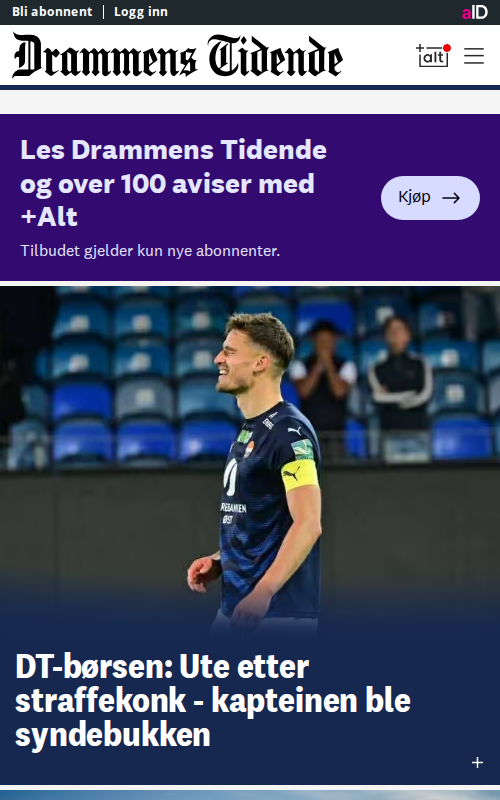 Bli abonnent | Logg inn
aID
Drammens Tidende
+alt
Les Drammens Tidende
og over 100 aviser med
+Alt
Kjøp →
Tilbudet gjelder kun nye abonnenter.
DT-børsen: Ute etter
straffekonk - kapteinen ble
syndebukken
+